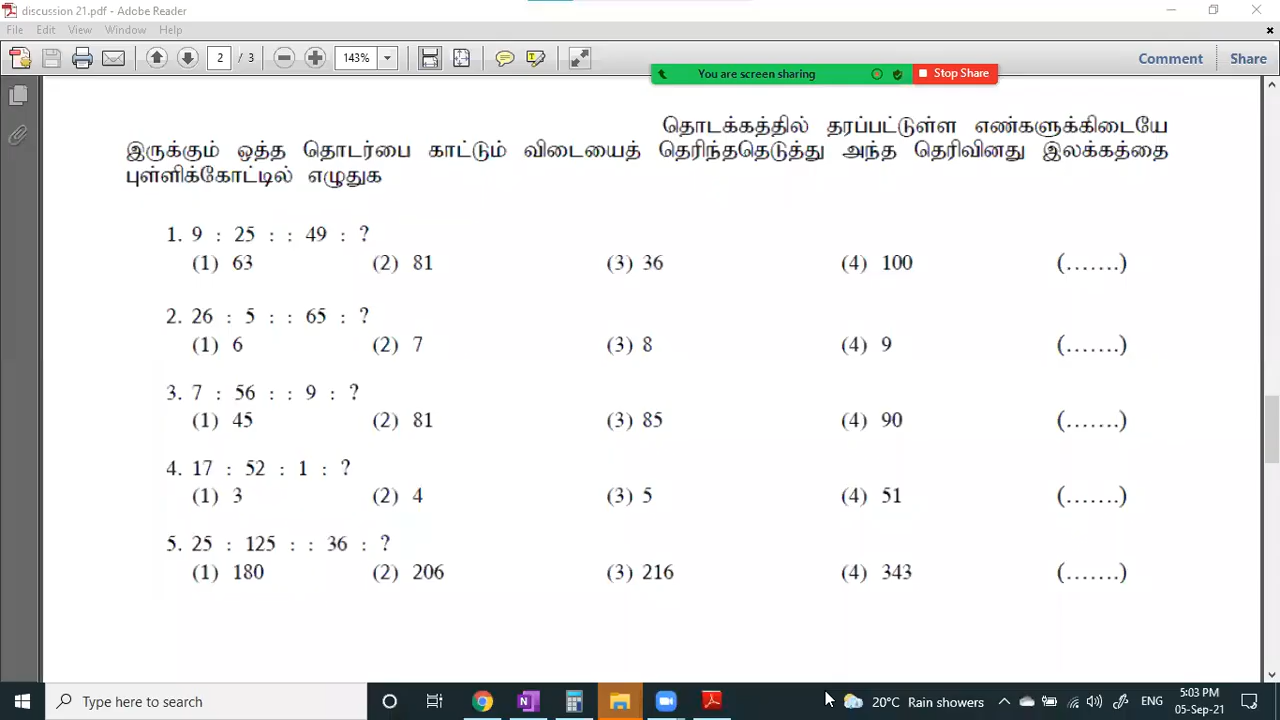 discussion 21.pdf - Adobe Reader
File Edit View Window Help
2 / 3 143% Comment Share
You are screen sharing Stop Share
தொடக்கத்தில் தரப்பட்டுள்ள எண்களுக்கிடையே
இருக்கும் ஒத்த தொடர்பை காட்டும் விடையைத் தெரிந்ததெடுத்து அந்த தெரிவினது இலக்கத்தை
புள்ளிக்கோட்டில் எழுதுக
1. 9 : 25 : : 49 : ?
(1) 63 (2) 81 (3) 36 (4) 100 (.......)
2. 26 : 5 : : 65 : ?
(1) 6 (2) 7 (3) 8 (4) 9 (.......)
3. 7 : 56 : : 9 : ?
(1) 45 (2) 81 (3) 85 (4) 90 (.......)
4. 17 : 52 : 1 : ?
(1) 3 (2) 4 (3) 5 (4) 51 (.......)
5. 25 : 125 : : 36 : ?
(1) 180 (2) 206 (3) 216 (4) 343 (.......)
Type here to search 20°C Rain showers ENG 5:03 PM
05-Sep-21